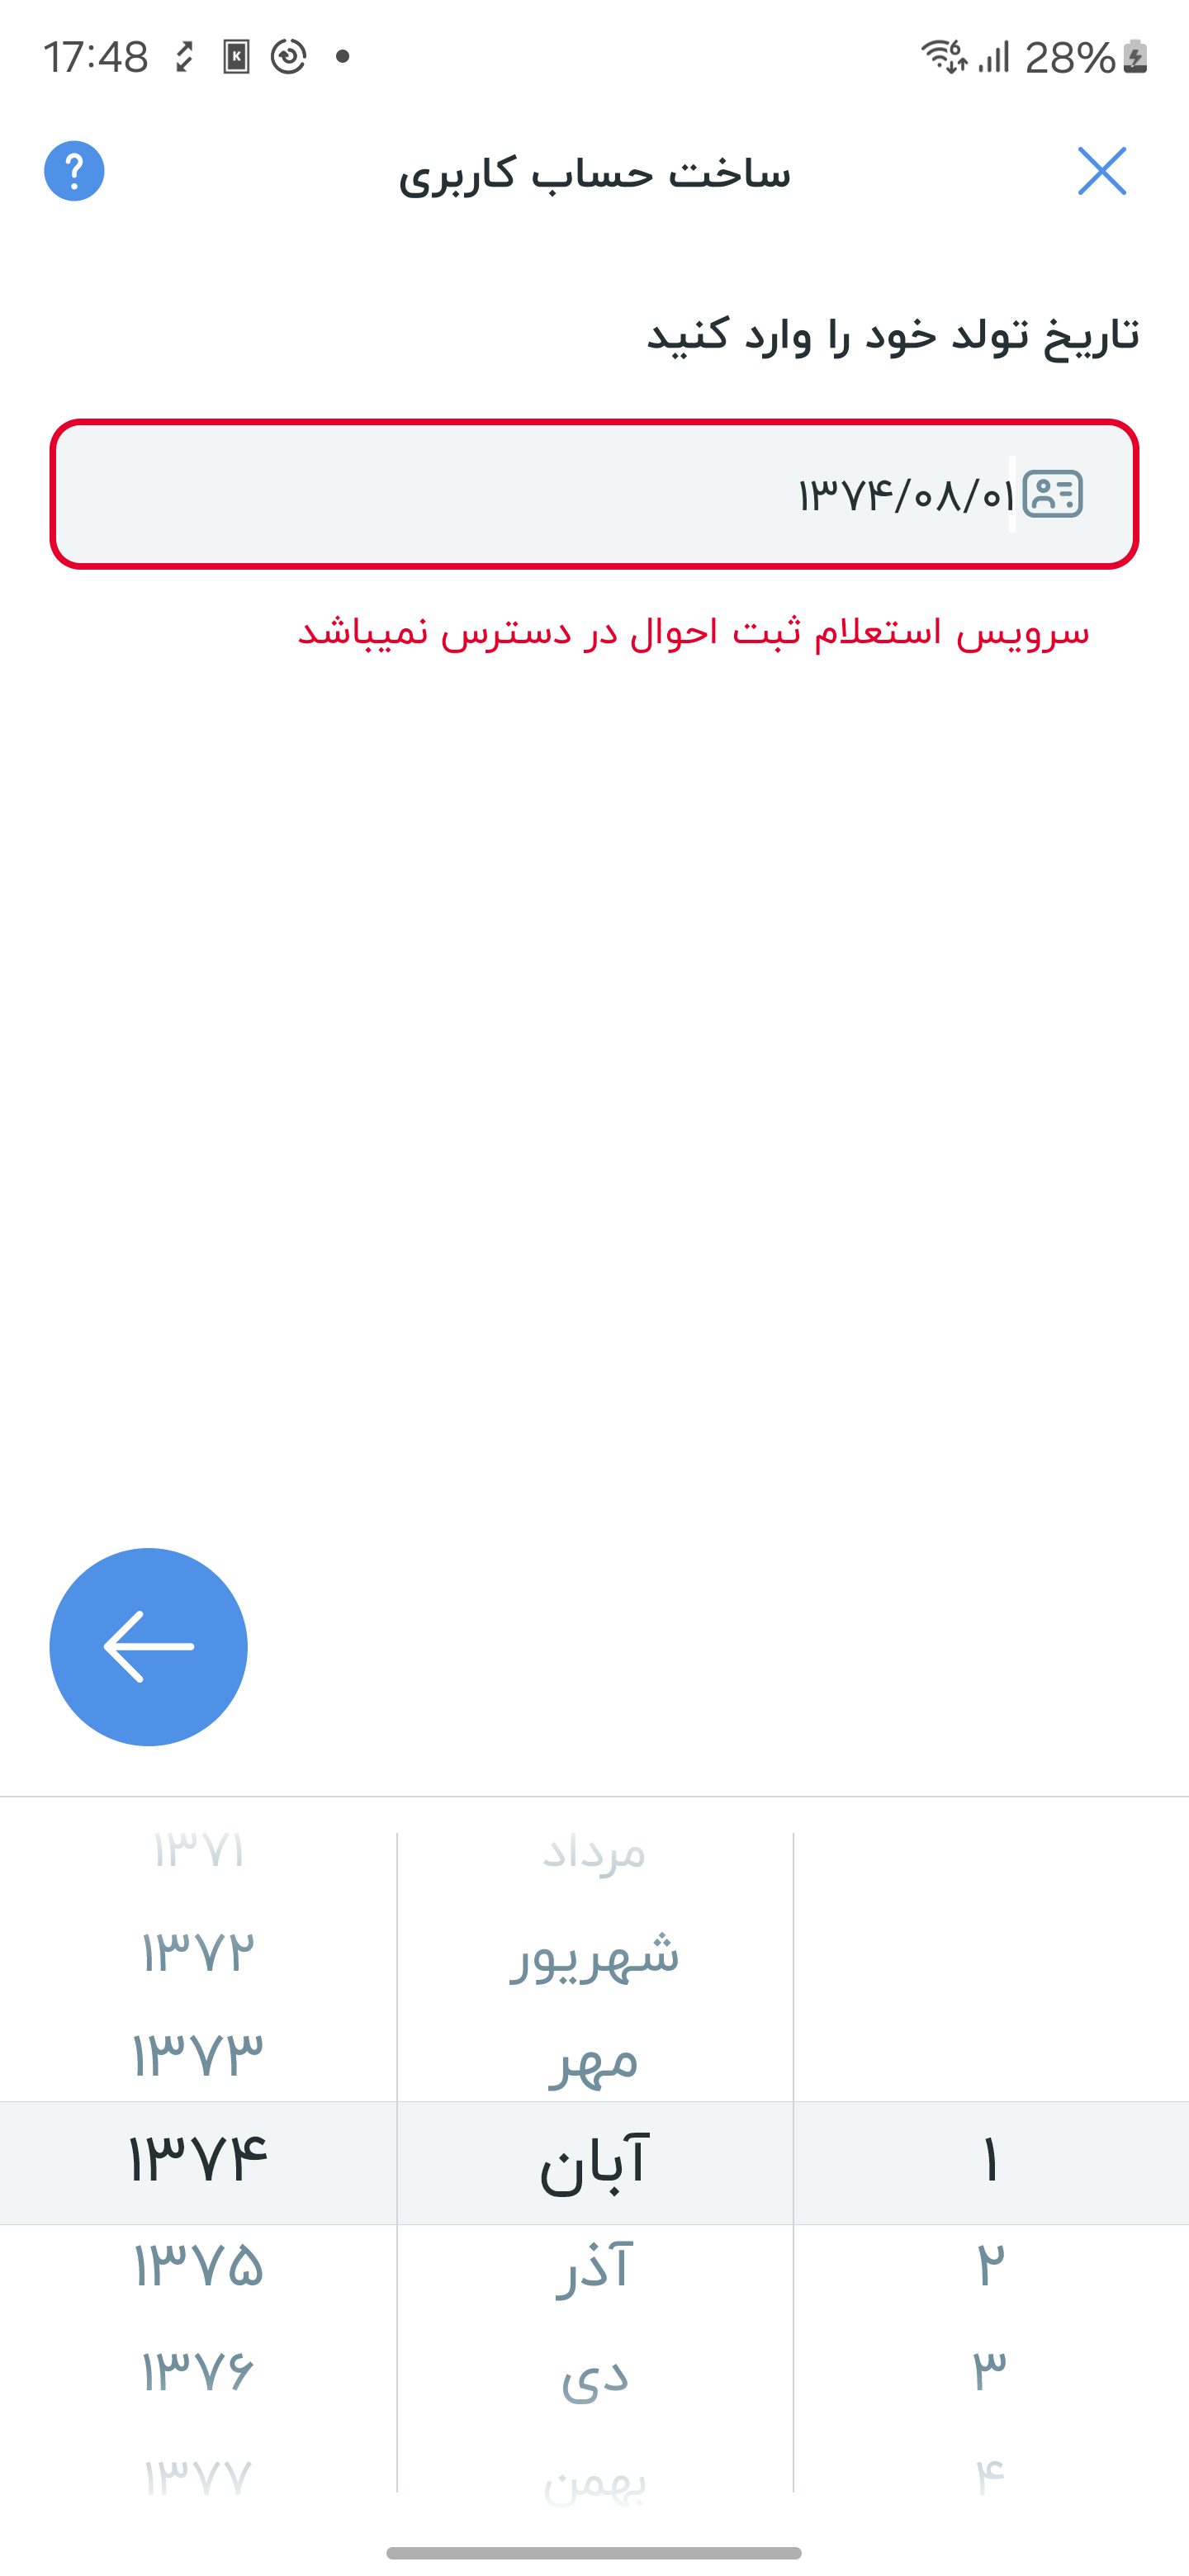 17:48 28%
ساخت حساب کاربری
تاریخ تولد خود را وارد کنید
۱۳۷۴/۰۸/۰۱
سرویس استعلام ثبت احوال در دسترس نمیباشد
مرداد ۱۳۷۱
شهریور ۱۳۷۲
مهر ۱۳۷۳
۱ آبان ۱۳۷۴
۲ آذر ۱۳۷۵
۳ دی ۱۳۷۶
۴ بهمن ۱۳۷۷